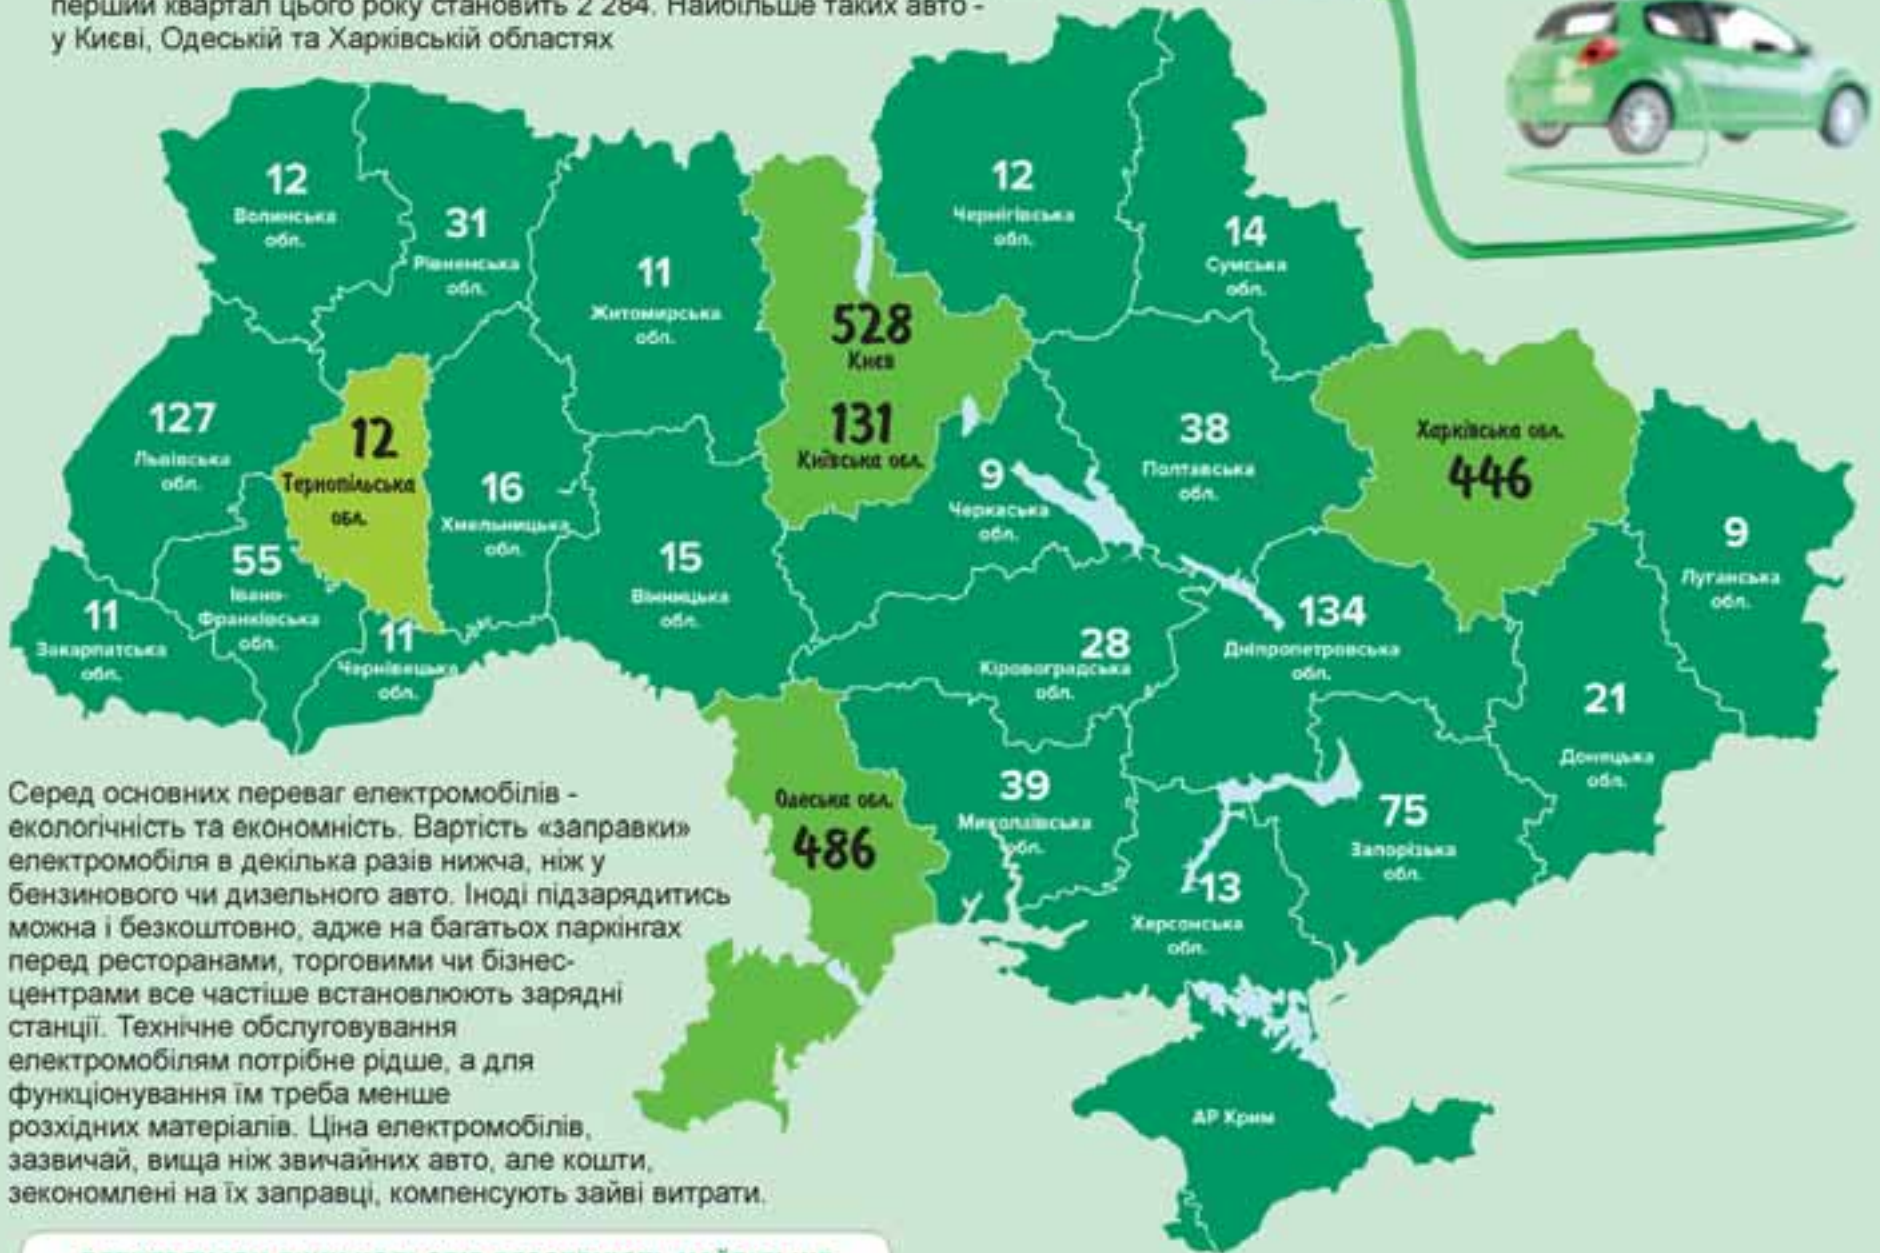 перший квартал цього року становить 2 284. Найбільше таких авто -
у Києві, Одеській та Харківській областях
12
Волинська
обл.
31
Рівненська
обл.
11
Житомирська
обл.
528
Києв
131
Київська обл.
12
Чернігівська
обл.
14
Сумська
обл.
127
Львівська
обл.
12
Тернопільська
обл.
16
Хмельницька
обл.
15
Вінницька
обл.
9
Черкаська
обл.
38
Полтавська
обл.
Харківська обл.
446
9
Луганська
обл.
11
Закарпатська
обл.
55
Івано-
Франківська
обл.
11
Чернівецька
обл.
28
Кіровоградська
обл.
134
Дніпропетровська
обл.
21
Донецька
обл.
Одеська обл.
486
39
Миколаївська
обл.
13
Херсонська
обл.
75
Запорізька
обл.
АР Крим
Серед основних переваг електромобілів -
екологічність та економність. Вартість «заправки»
електромобіля в декілька разів нижча, ніж у
бензинового чи дизельного авто. Іноді підзарядитись
можна і безкоштовно, адже на багатьох паркінгах
перед ресторанами, торговими чи бізнес-
центрами все частіше встановлюють зарядні
станції. Технічне обслуговування
електромобілям потрібне рідше, а для
функціонування їм треба менше
розхідних матеріалів. Ціна електромобілів,
зазвичай, вища ніж звичайних авто, але кошти,
зекономлені на їх заправці, компенсують зайві витрати.